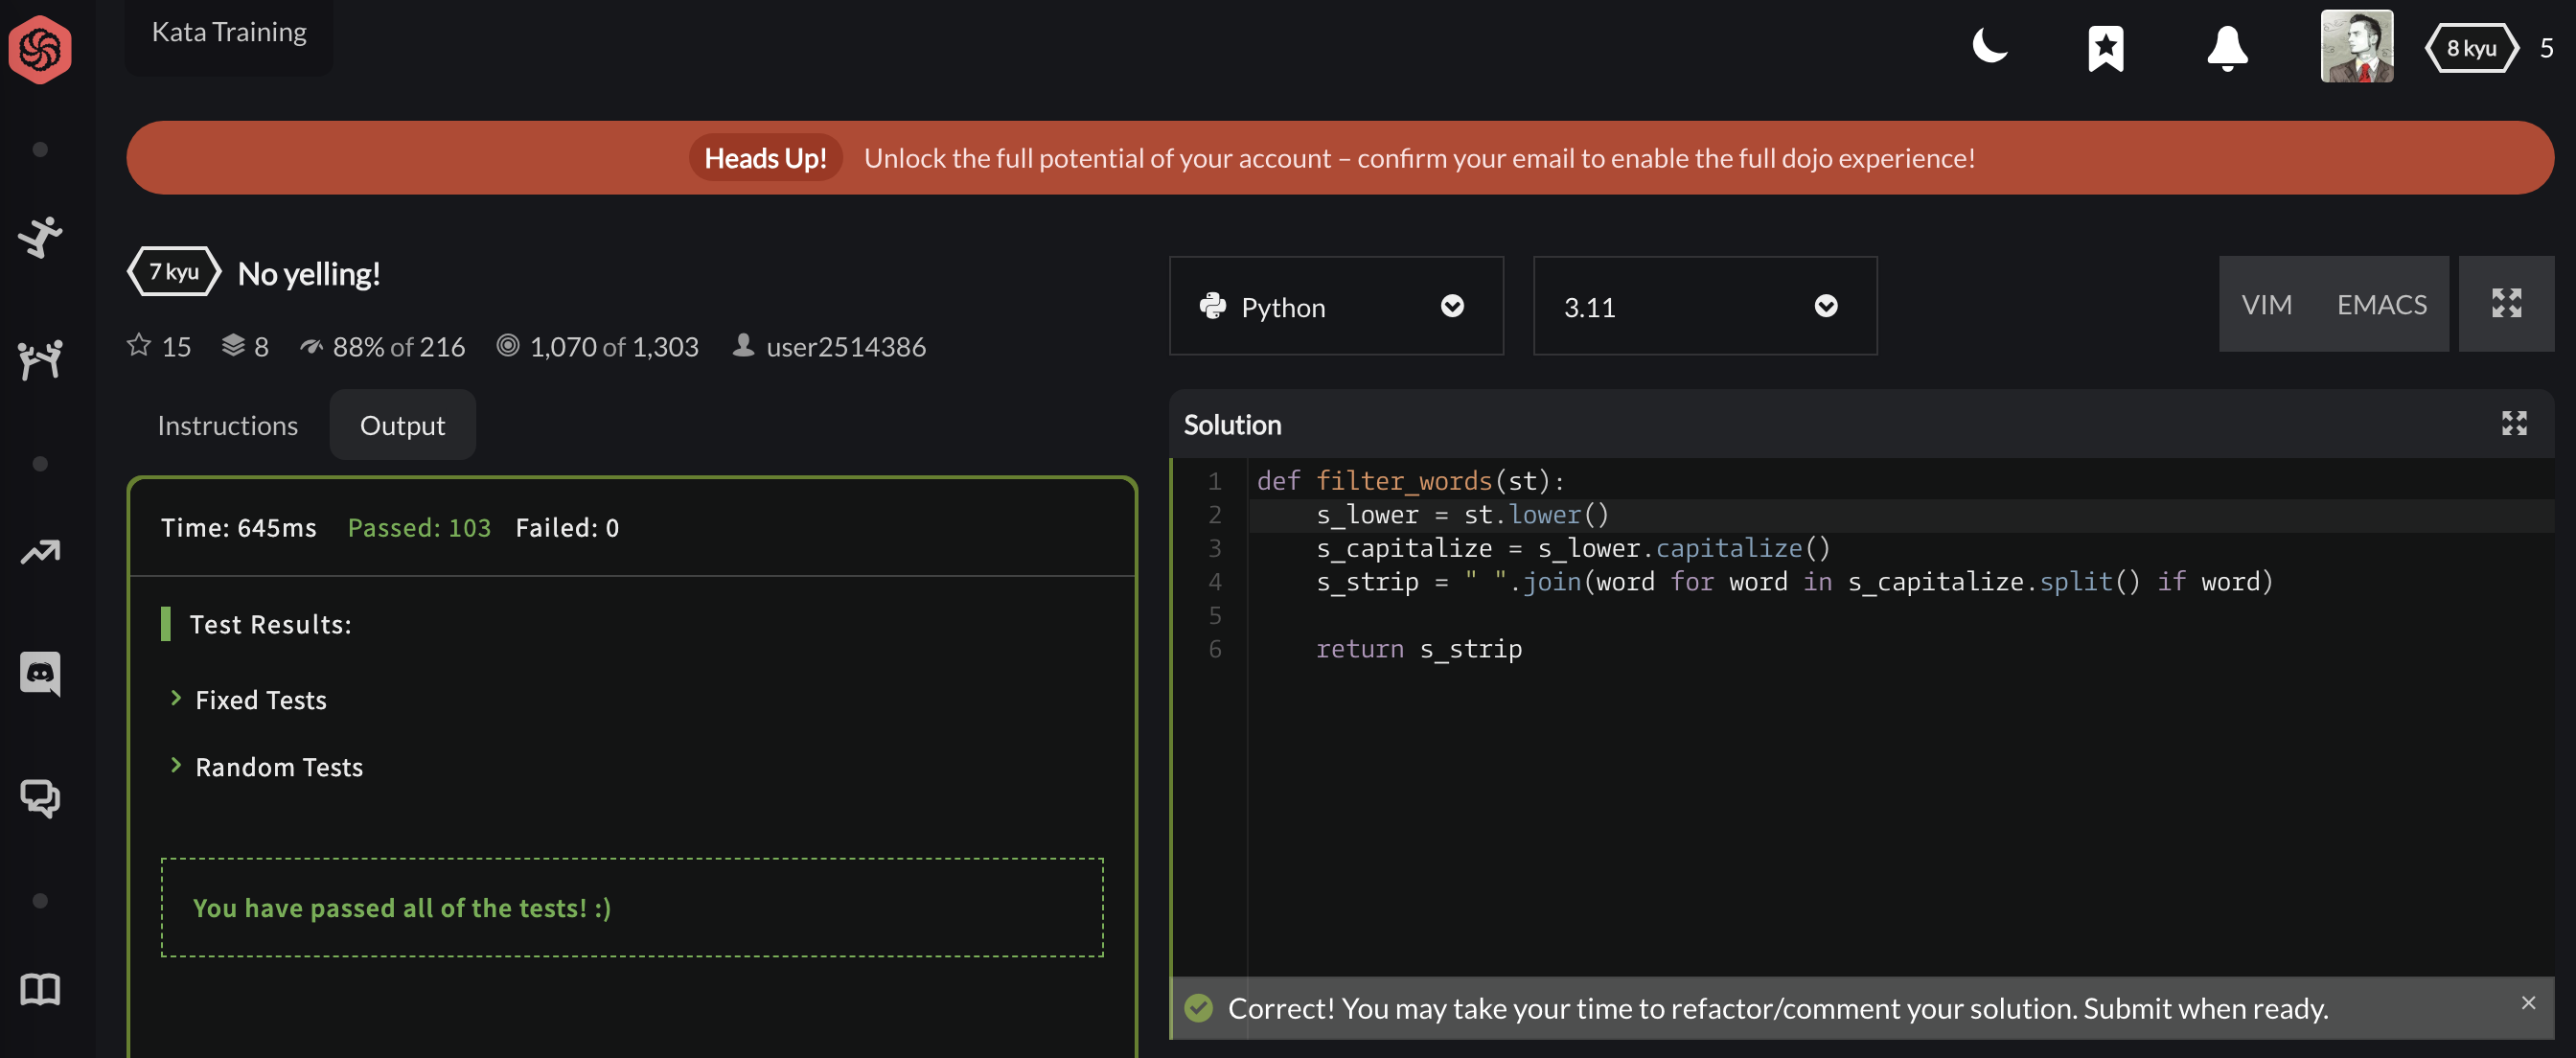 Kata Training
8 kyu 5
Heads Up! Unlock the full potential of your account – confirm your email to enable the full dojo experience!
7 kyu No yelling!
15 8 88% of 216 1,070 of 1,303 user2514386
Instructions Output
Time: 645ms Passed: 103 Failed: 0
Test Results:
Fixed Tests
Random Tests
You have passed all of the tests! :)
Python 3.11 VIM EMACS
Solution
1 def filter_words(st):
2     s_lower = st.lower()
3     s_capitalize = s_lower.capitalize()
4     s_strip = " ".join(word for word in s_capitalize.split() if word)
5
6     return s_strip
Correct! You may take your time to refactor/comment your solution. Submit when ready.